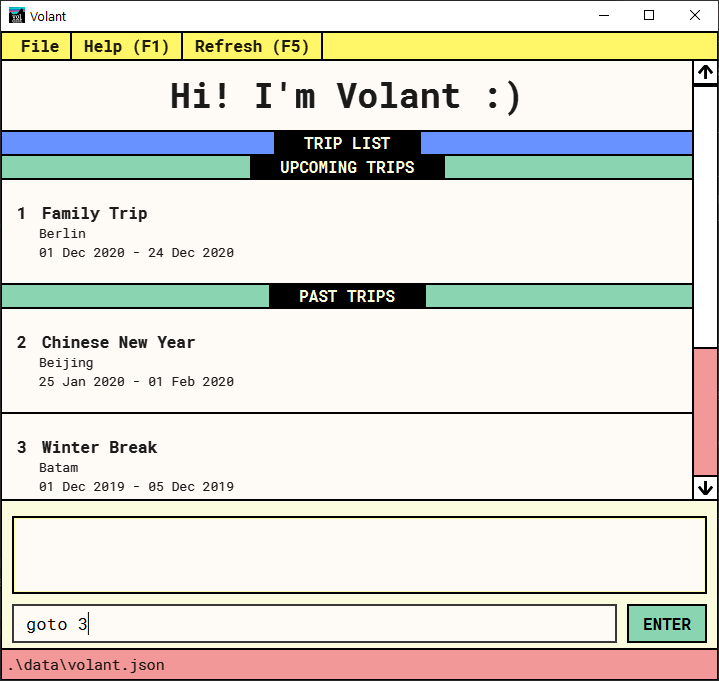 Volant
File Help (F1) Refresh (F5)
Hi! I'm Volant :)
TRIP LIST
UPCOMING TRIPS
1 Family Trip
Berlin
01 Dec 2020 - 24 Dec 2020
PAST TRIPS
2 Chinese New Year
Beijing
25 Jan 2020 - 01 Feb 2020
3 Winter Break
Batam
01 Dec 2019 - 05 Dec 2019
goto 3 ENTER
.\data\volant.json